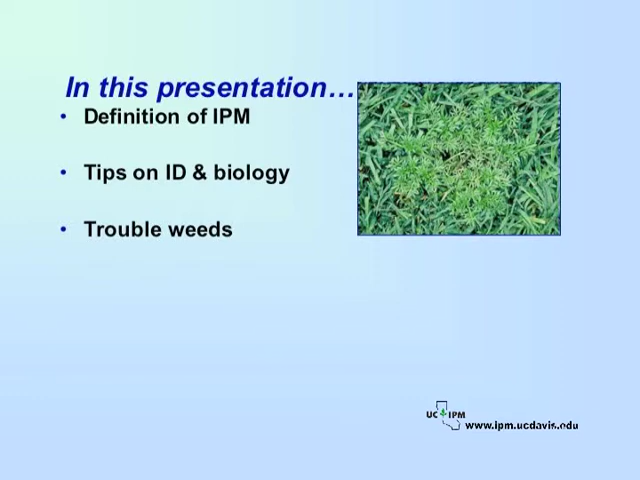 In this presentation…
• Definition of IPM
• Tips on ID & biology
• Trouble weeds
UC IPM
www.ipm.ucdavis.edu